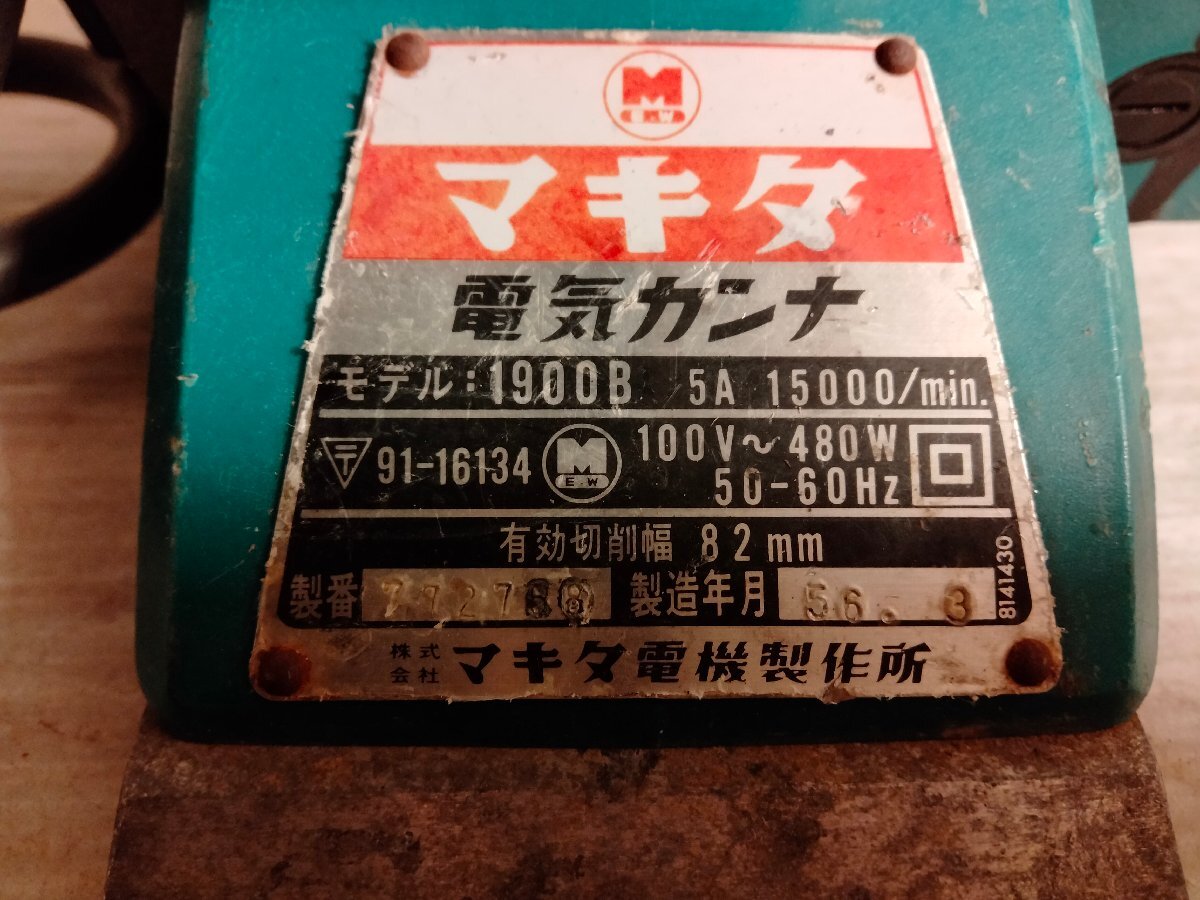 M
E.W
マキタ
電気カンナ
モデル:1900B 5A 15000/min.
〒 91-16134 M E.W 100V～480W
50-60Hz
有効切削幅 82mm
製番 製造年月 56. 3
8141430
株式会社 マキタ電機製作所